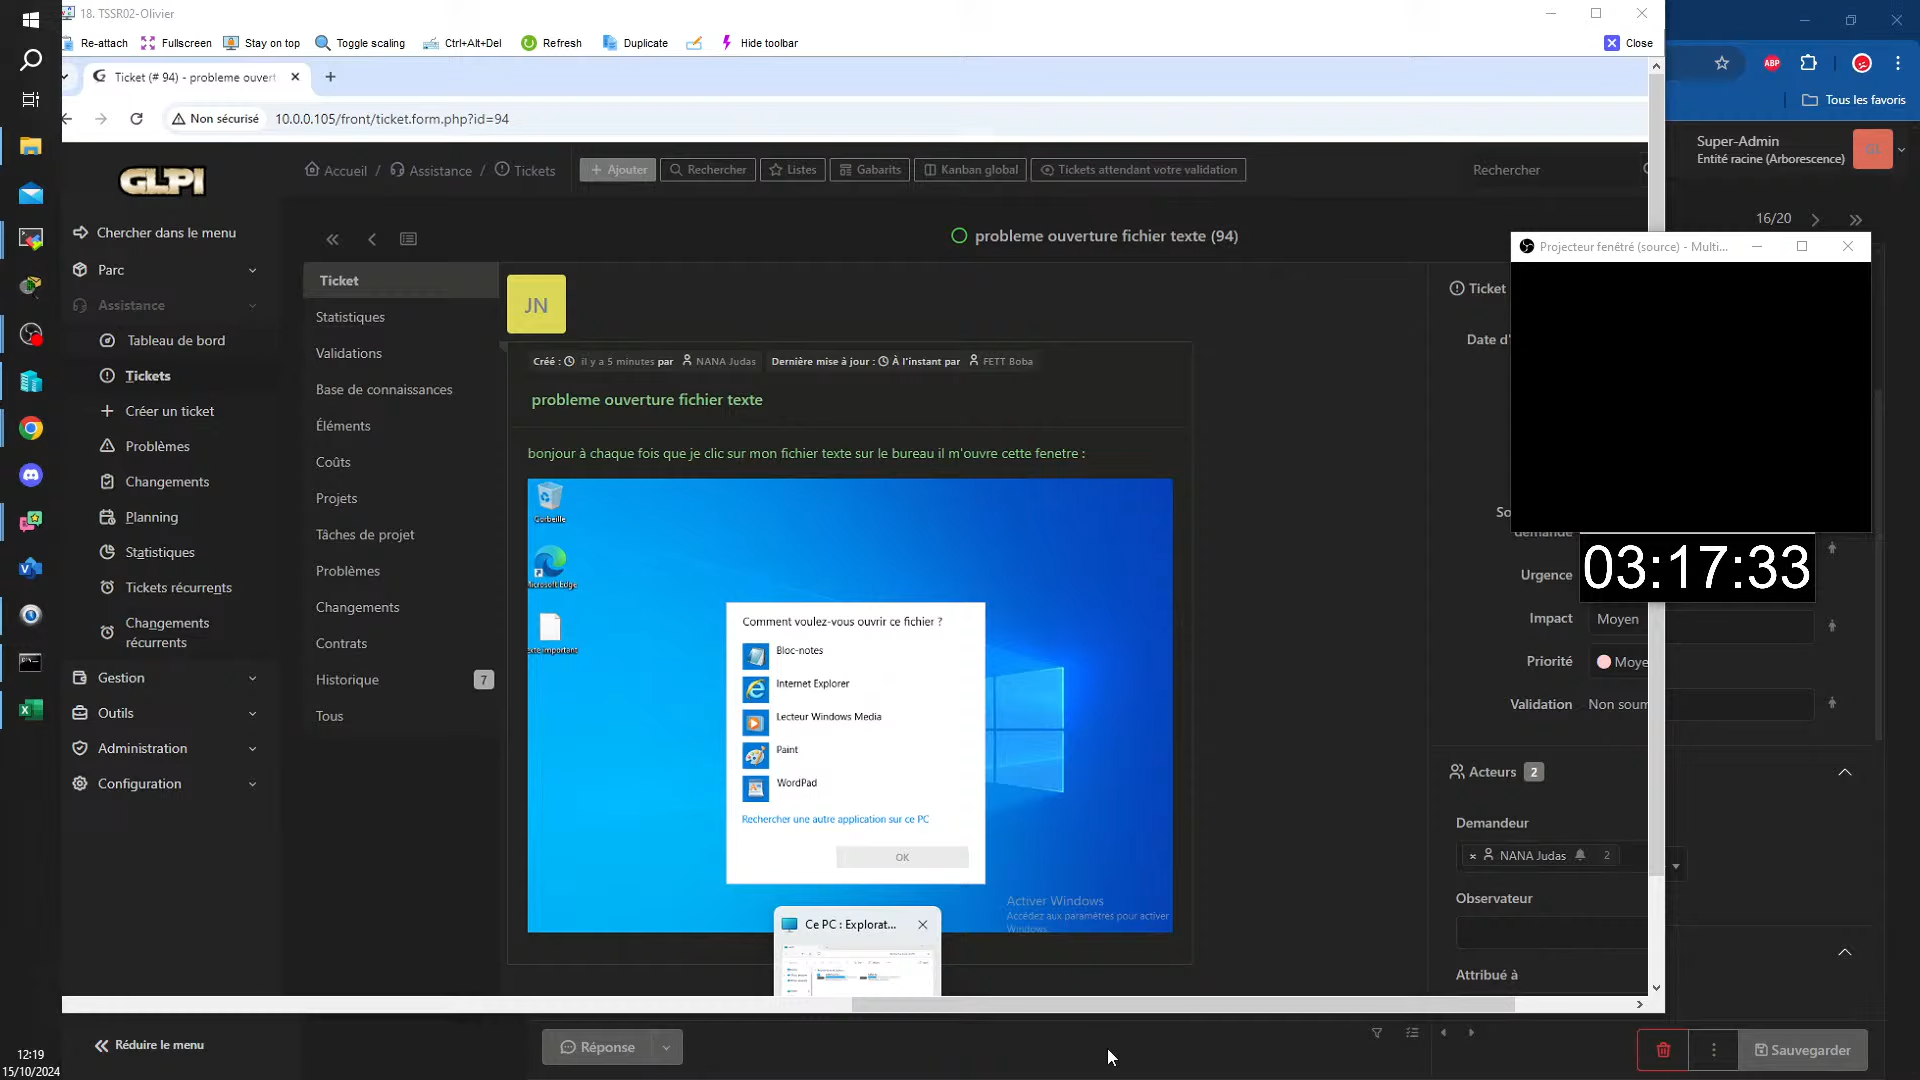 18. TSSR02-Olivier
Re-attach
Fullscreen
Stay on top
Toggle scaling
Ctrl+Alt+Del
Refresh
Duplicate
Hide toolbar
Close
Ticket (# 94) - probleme ouvert
Non sécurisé
10.0.0.105/front/ticket.form.php?id=94
ABP
Tous les favoris
GLPI
Accueil /
Assistance /
Tickets
Ajouter
Rechercher
Listes
Gabarits
Kanban global
Tickets attendant votre validation
Rechercher
Super-Admin
Entité racine (Arborescence)
16/20
Chercher dans le menu
Parc
Assistance
Tableau de bord
Tickets
Créer un ticket
Problèmes
Changements
Planning
Statistiques
Tickets récurrents
Changements
récurrents
Gestion
Outils
Administration
Configuration
Réduire le menu
probleme ouverture fichier texte (94)
Ticket
Statistiques
Validations
Base de connaissances
Éléments
Coûts
Projets
Tâches de projet
Problèmes
Changements
Contrats
Historique
7
Tous
JN
Créé : il y a 5 minutes par NANA Judas Dernière mise à jour : À l'instant par FETT Boba
probleme ouverture fichier texte
bonjour à chaque fois que je clic sur mon fichier texte sur le bureau il m'ouvre cette fenetre :
Corbeille
Microsoft Edge
Comment voulez-vous ouvrir ce fichier ?
Bloc-notes
Internet Explorer
Lecteur Windows Media
Paint
WordPad
Rechercher une autre application sur ce PC
OK
Activer Windows
Accédez aux paramètres pour activer
Windows.
Ce PC : Explorat...
Projecteur fenêtré (source) - Multi...
Ticket
Date d'
So
demande
03:17:33
Urgence
Impact
Moyen
Priorité
Moye
Validation
Non soum
Acteurs 2
Demandeur
× NANA Judas 2
Observateur
Attribué à
Réponse
Sauvegarder
12:19
15/10/2024